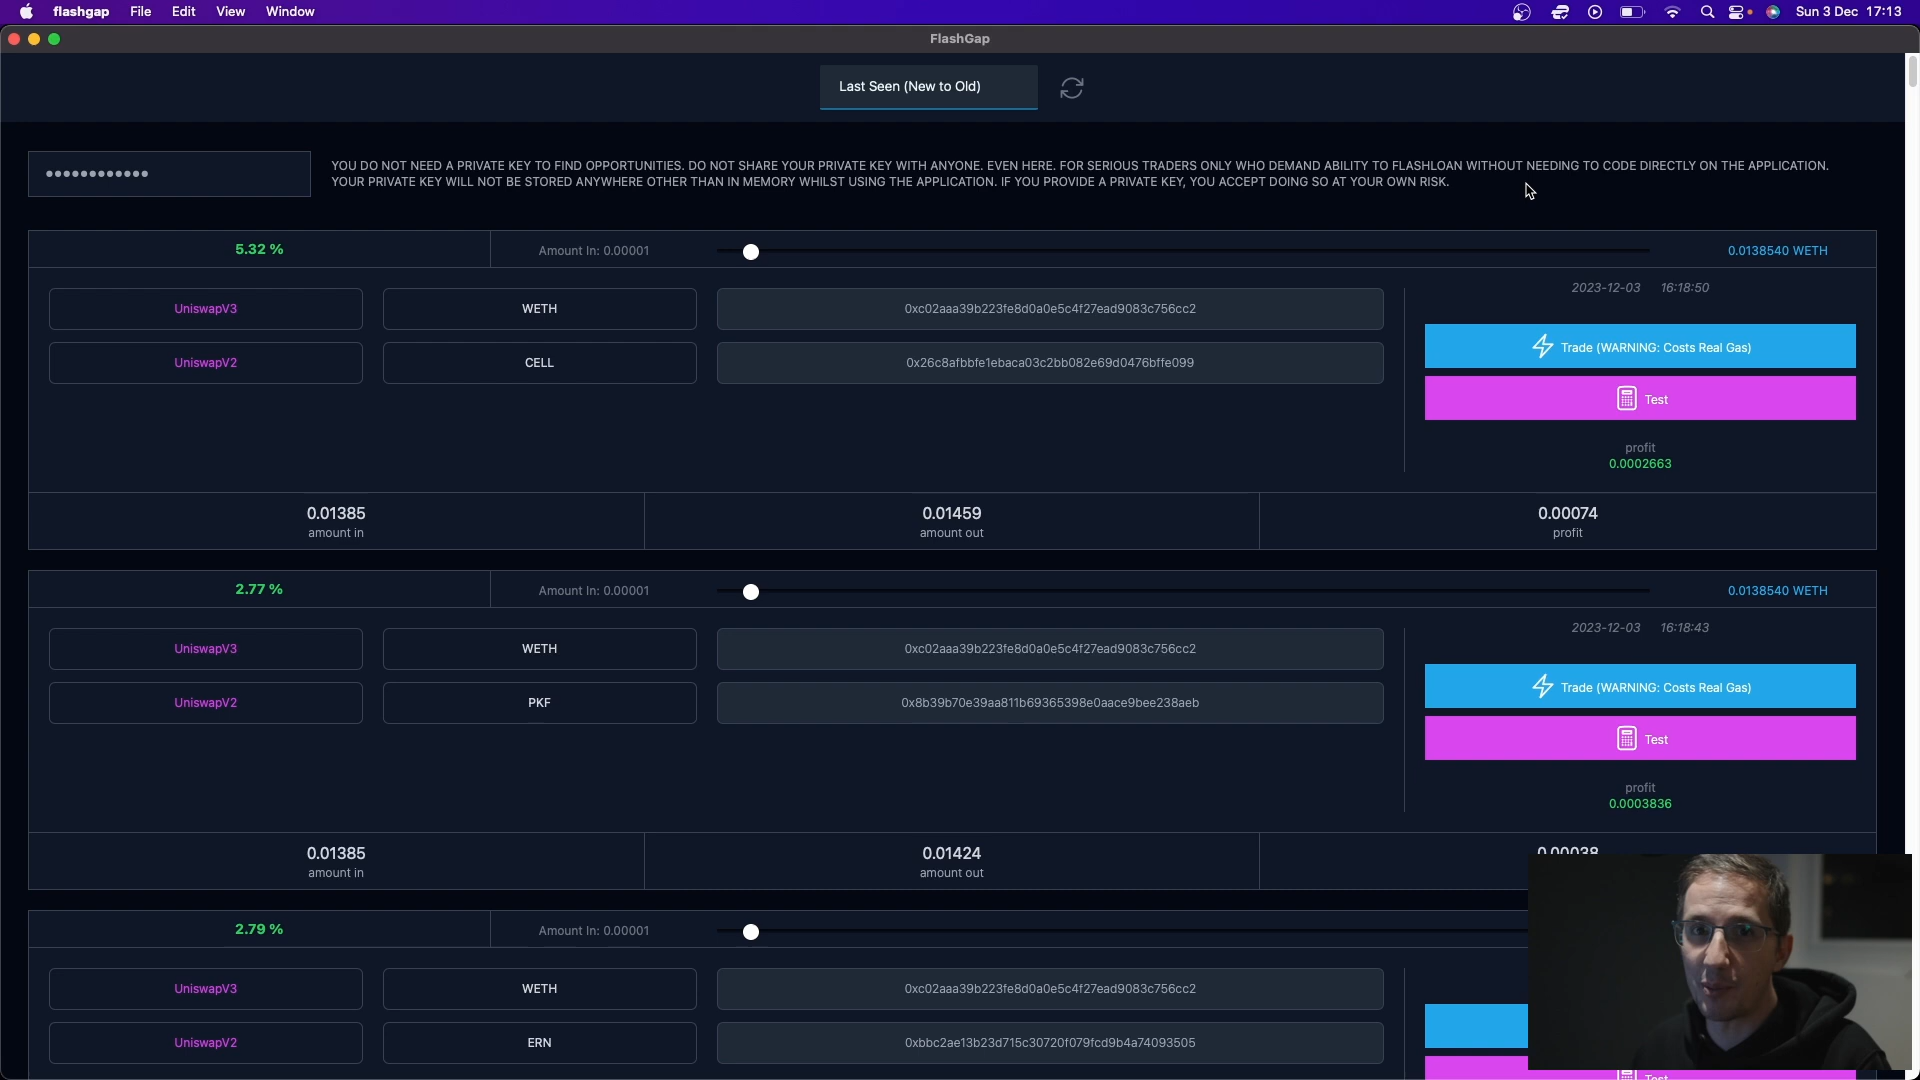 flashgap File Edit View Window Sun 3 Dec 17:13
FlashGap
Last Seen (New to Old)
YOU DO NOT NEED A PRIVATE KEY TO FIND OPPORTUNITIES. DO NOT SHARE YOUR PRIVATE KEY WITH ANYONE. EVEN HERE. FOR SERIOUS TRADERS ONLY WHO DEMAND ABILITY TO FLASHLOAN WITHOUT NEEDING TO CODE DIRECTLY ON THE APPLICATION.
YOUR PRIVATE KEY WILL NOT BE STORED ANYWHERE OTHER THAN IN MEMORY WHILST USING THE APPLICATION. IF YOU PROVIDE A PRIVATE KEY, YOU ACCEPT DOING SO AT YOUR OWN RISK.
5.32 % Amount In: 0.00001 0.0138540 WETH
2023-12-03 16:18:50
UniswapV3 WETH 0xc02aaa39b223fe8d0a0e5c4f27ead9083c756cc2
Trade (WARNING: Costs Real Gas)
UniswapV2 CELL 0x26c8afbbfe1ebaca03c2bb082e69d0476bffe099
Test
profit
0.0002663
0.01385 0.01459 0.00074
amount in amount out profit
2.77 % Amount In: 0.00001 0.0138540 WETH
2023-12-03 16:18:43
UniswapV3 WETH 0xc02aaa39b223fe8d0a0e5c4f27ead9083c756cc2
Trade (WARNING: Costs Real Gas)
UniswapV2 PKF 0x8b39b70e39aa811b69365398e0aace9bee238aeb
Test
profit
0.0003836
0.01385 0.01424 0.00038
amount in amount out
2.79 % Amount In: 0.00001
UniswapV3 WETH 0xc02aaa39b223fe8d0a0e5c4f27ead9083c756cc2
UniswapV2 ERN 0xbbc2ae13b23d715c30720f079fcd9b4a74093505
Test